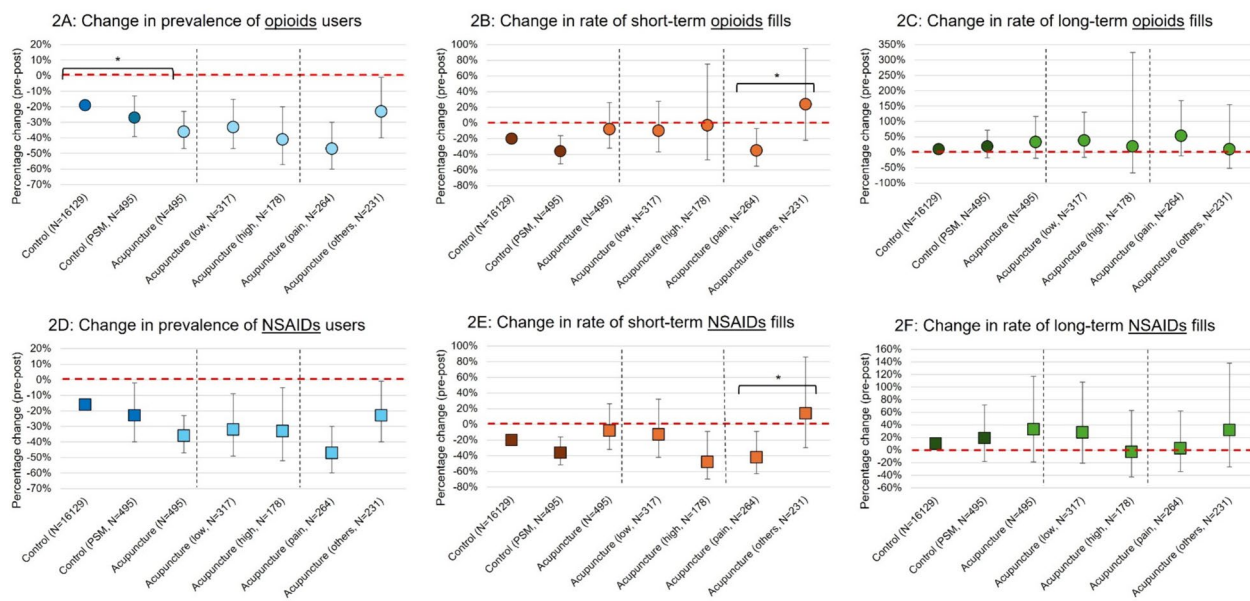 2A: Change in prevalence of opioids users
Percentage change (pre-post)
20%
10%
0%
-10%
-20%
-30%
-40%
-50%
-60%
-70%
*
Control (N=16129)
Control (PSM, N=495)
Acupuncture (N=495)
Acupuncture (low, N=317)
Acupuncture (high, N=178)
Acupuncture (pain, N=264)
Acupuncture (others, N=231)
2B: Change in rate of short-term opioids fills
Percentage change (pre-post)
100%
80%
60%
40%
20%
0%
-20%
-40%
-60%
-80%
*
Control (N=16129)
Control (PSM, N=495)
Acupuncture (N=495)
Acupuncture (low, N=317)
Acupuncture (high, N=178)
Acupuncture (pain, N=264)
Acupuncture (others, N=231)
2C: Change in rate of long-term opioids fills
Percentage change (pre-post)
350%
300%
250%
200%
150%
100%
50%
0%
-50%
-100%
Control (N=16129)
Control (PSM, N=495)
Acupuncture (N=495)
Acupuncture (low, N=317)
Acupuncture (high, N=178)
Acupuncture (pain, N=264)
Acupuncture (others, N=231)
2D: Change in prevalence of NSAIDs users
Percentage change (pre-post)
20%
10%
0%
-10%
-20%
-30%
-40%
-50%
-60%
-70%
Control (N=16129)
Control (PSM, N=495)
Acupuncture (N=495)
Acupuncture (low, N=317)
Acupuncture (high, N=178)
Acupuncture (pain, N=264)
Acupuncture (others, N=231)
2E: Change in rate of short-term NSAIDs fills
Percentage change (pre-post)
100%
80%
60%
40%
20%
0%
-20%
-40%
-60%
-80%
*
Control (N=16129)
Control (PSM, N=495)
Acupuncture (N=495)
Acupuncture (low, N=317)
Acupuncture (high, N=178)
Acupuncture (pain, N=264)
Acupuncture (others, N=231)
2F: Change in rate of long-term NSAIDs fills
Percentage change (pre-post)
160%
140%
120%
100%
80%
60%
40%
20%
0%
-20%
-40%
-60%
Control (N=16129)
Control (PSM, N=495)
Acupuncture (N=495)
Acupuncture (low, N=317)
Acupuncture (high, N=178)
Acupuncture (pain, N=264)
Acupuncture (others, N=231)